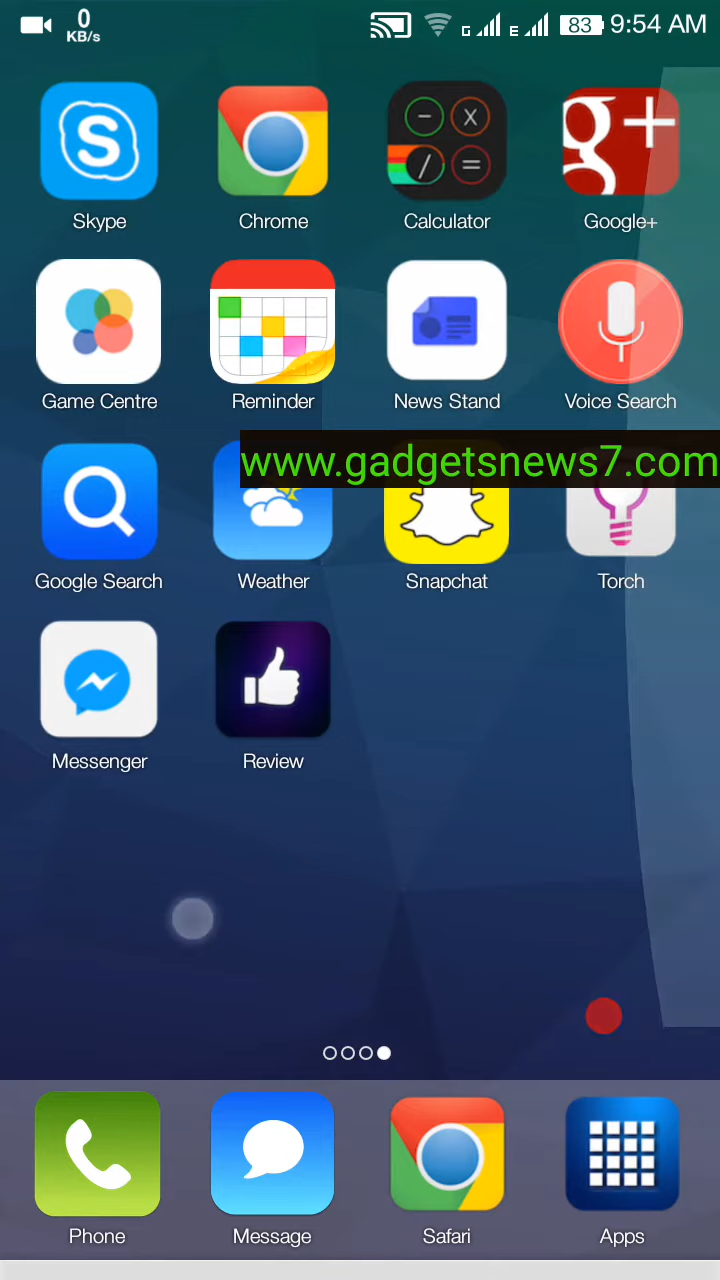 0
KB/s
G
E
83
9:54 AM
S
g+
Skype
Chrome
Calculator
Google+
Game Centre
Reminder
News Stand
Voice Search
www.gadgetsnews7.com
Google Search
Weather
Snapchat
Torch
Messenger
Review
Phone
Message
Safari
Apps